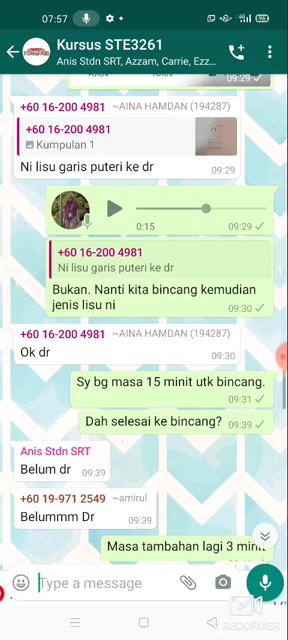 07:57
96
Kursus STE3261
Anis Stdn SRT, Azzam, Carrie, Ezz...
09:29
+60 16-200 4981 ~AINA HAMDAN (194287)
+60 16-200 4981
Kumpulan 1
Ni lisu garis puteri ke dr
09:29
0:15
09:29
+60 16-200 4981
Ni lisu garis puteri ke dr
Bukan. Nanti kita bincang kemudian
jenis lisu ni
09:30
+60 16-200 4981 ~AINA HAMDAN (194287)
Ok dr
09:30
Sy bg masa 15 minit utk bincang.
09:31
Dah selesai ke bincang?
09:39
Anis Stdn SRT
Belum dr
09:39
+60 19-971 2549 ~amirul
Belummm Dr
09:39
Masa tambahan lagi 3 minit
Type a message
RECORDER